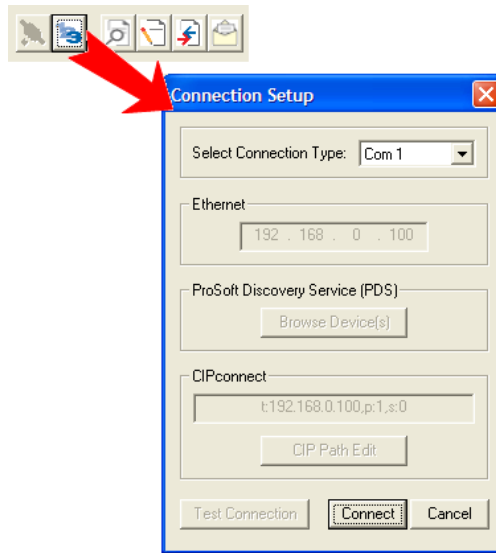 Connection Setup
Select Connection Type: Com 1
Ethernet
192 . 168 . 0 . 100
ProSoft Discovery Service (PDS)
Browse Device(s)
CIPconnect
t:192.168.0.100,p:1,s:0
CIP Path Edit
Test Connection Connect Cancel